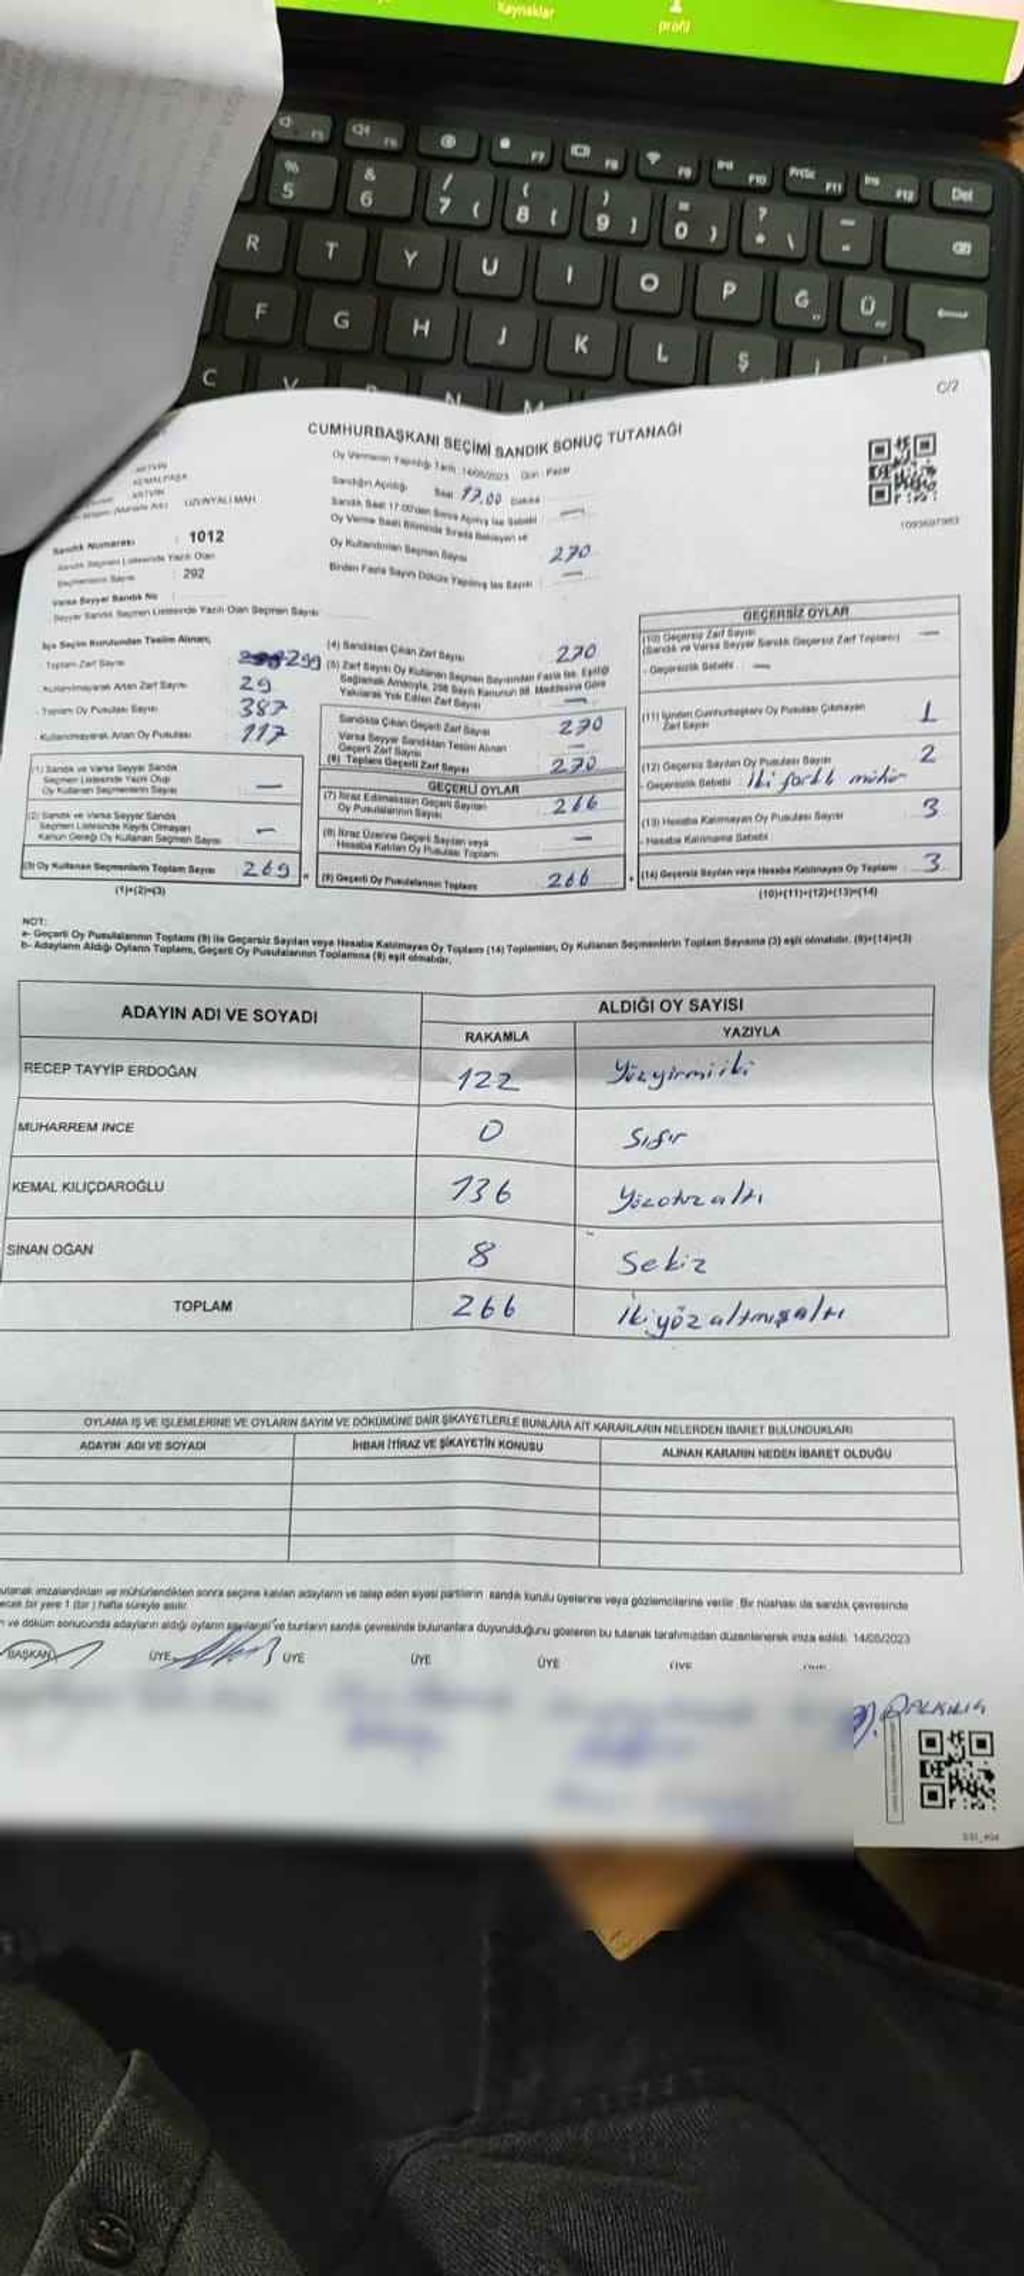 Kaynaklar
profil
C/2
CUMHURBAŞKANI SEÇİMİ SANDIK SONUÇ TUTANAĞI
ARTVİN
KEMALPAŞA
ARTVİN
UZUNYALI MAH.
Oy Vermenin Yapıldığı Tarih : 14/05/2023 Gün : Pazar
Sandığın Açıldığı Saat 17.00 Dakika
Sandık Saat 17:00'den Sonra Açılmış İse Sebebi —
Oy Verme Saati Bitiminde Sırada Bekleyen ve
Oy Kullandırılan Seçmen Sayısı 270
Birden Fazla Sayım Döküm Yapılmış İse Sayısı —
Sandık Numarası : 1012
Sandık Seçmen Listesinde Yazılı Olan
Seçmenlerin Sayısı : 292
Varsa Seyyar Sandık No
Seyyar Sandık Seçmen Listesinde Yazılı Olan Seçmen Sayısı
İlçe Seçim Kurulundan Teslim Alınan;
Toplam Zarf Sayısı 299
- Kullanılmayarak Artan Zarf Sayısı 29
- Toplam Oy Pusulası Sayısı 387
- Kullanılmayarak Artan Oy Pusulası 117
(1) Sandık ve Varsa Seyyar Sandık
Seçmen Listesinde Yazılı Olup
Oy Kullanan Seçmenlerin Sayısı —
(2) Sandık ve Varsa Seyyar Sandık
Seçmen Listesinde Kaydı Olmayan
Kanun Gereği Oy Kullanan Seçmen Sayısı —
(3) Oy Kullanan Seçmenlerin Toplam Sayısı 269
(1)+(2)=(3)
(4) Sandıktan Çıkan Zarf Sayısı 270
(5) Zarf Sayısı Oy Kullanan Seçmen Sayısından Fazla İse, Eşitliği
Sağlamak Amacıyla, 298 Sayılı Kanunun 98. Maddesine Göre
Yakılarak Yok Edilen Zarf Sayısı —
Sandıkta Çıkan Geçerli Zarf Sayısı 270
Varsa Seyyar Sandıktan Teslim Alınan
Geçerli Zarf Sayısı —
(6) Toplam Geçerli Zarf Sayısı 270
GEÇERLİ OYLAR
(7) İtiraz Edilmeksizin Geçerli Sayılan
Oy Pusulalarının Sayısı 266
(8) İtiraz Üzerine Geçerli Sayılan veya
Hesaba Katılan Oy Pusulası Toplamı —
(9) Geçerli Oy Pusulalarının Toplamı 266
GEÇERSİZ OYLAR
(10) Geçersiz Zarf Sayısı
(Sandık ve Varsa Seyyar Sandık Geçersiz Zarf Toplamı) —
- Geçersizlik Sebebi —
(11) İçinden Cumhurbaşkanı Oy Pusulası Çıkmayan
Zarf Sayısı 1
(12) Geçersiz Sayılan Oy Pusulası Sayısı 2
- Geçersizlik Sebebi İki farklı mühür
(13) Hesaba Katılmayan Oy Pusulası Sayısı 3
- Hesaba Katılmama Sebebi
(14) Geçersiz Sayılan veya Hesaba Katılmayan Oy Toplamı 3
(10)+(11)+(12)+(13)=(14)
NOT:
a- Geçerli Oy Pusulalarının Toplamı (9) ile Geçersiz Sayılan veya Hesaba Katılmayan Oy Toplamı (14) Toplamları, Oy Kullanan Seçmenlerin Toplam Sayısına (3) eşit olmalıdır. (9)+(14)=(3)
b- Adayların Aldığı Oyların Toplamı, Geçerli Oy Pusulalarının Toplamına (9) eşit olmalıdır.
ADAYIN ADI VE SOYADI
ALDIĞI OY SAYISI
RAKAMLA YAZIYLA
RECEP TAYYİP ERDOĞAN 122 Yüzyirmiiki
MUHARREM İNCE 0 Sıfır
KEMAL KILIÇDAROĞLU 136 Yüzotuzaltı
SİNAN OĞAN 8 Sekiz
TOPLAM 266 İkiyüzaltmışaltı
OYLAMA İŞ VE İŞLEMLERİNE VE OYLARIN SAYIM VE DÖKÜMÜNE DAİR ŞİKAYETLERLE BUNLARA AİT KARARLARIN NELERDEN İBARET BULUNDUKLARI
ADAYIN ADI VE SOYADI
İHBAR İTİRAZ VE ŞİKAYETİN KONUSU
ALINAN KARARIN NEDEN İBARET OLDUĞU
imzalandıktan ve mühürlendikten sonra seçime katılan adayların ve talep eden siyasi partilerin sandık kurulu üyelerine veya gözlemcilerine verilir. Bir nüshası da sandık çevresinde
bir yere 1 (bir) hafta süreyle asılır.
ve döküm sonucunda adayların aldığı oyların sayılarını ve bunların sandık çevresinde bulunanlara duyurulduğunu gösteren bu tutanak tarafımızdan düzenlenerek imza edildi. 14/05/2023
BAŞKAN ÜYE ÜYE ÜYE ÜYE ÜYE